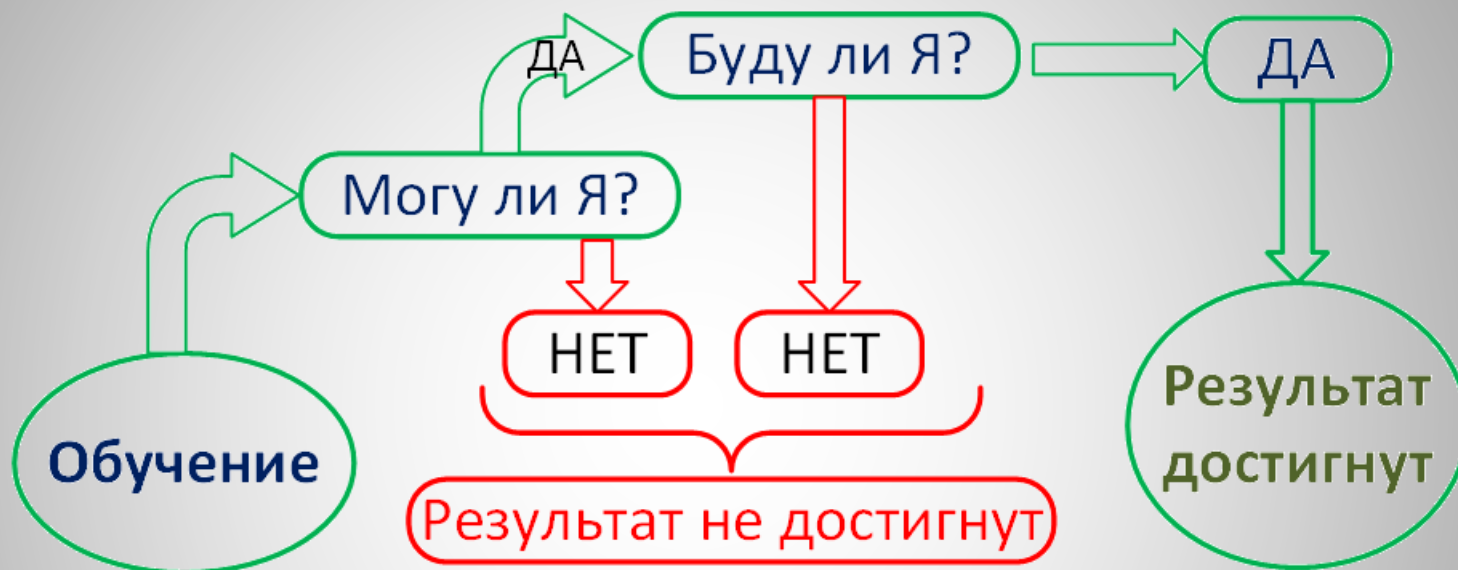 ДА
Буду ли Я?
ДА
Могу ли Я?
НЕТ
НЕТ
Обучение
Результат
достигнут
Результат не достигнут